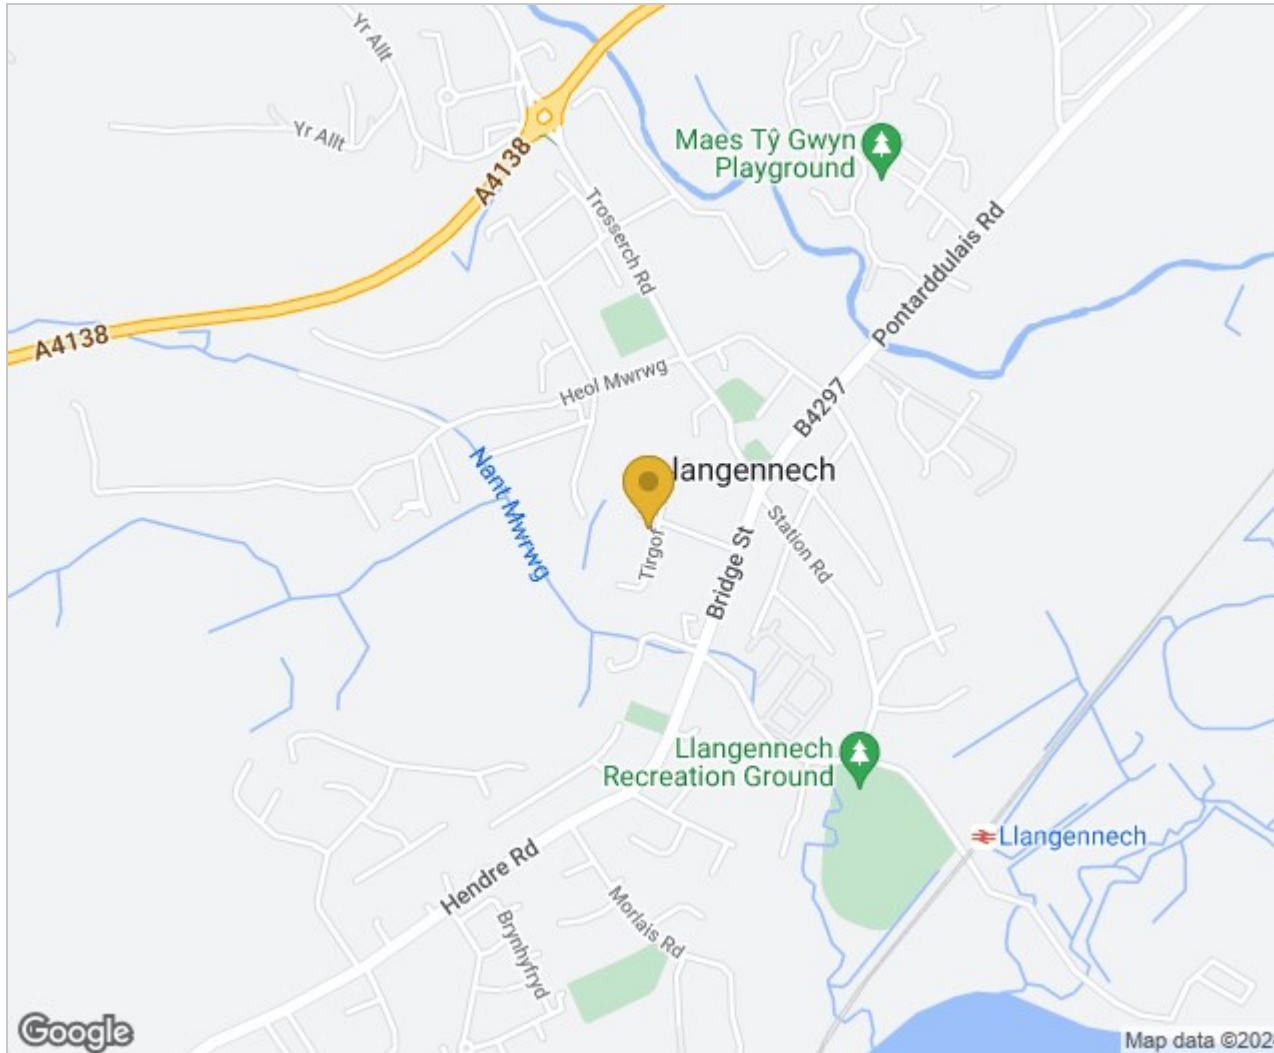 Yr Allt
Yr Allt
A4138
Maes Tŷ Gwyn
Playground
Trosserch Rd
Pontarddulais Rd
A4138
Heol Mwrwg
B4297
langennech
Nant Mwrwg
Tirgof
Bridge St
Station Rd
Llangennech
Recreation Ground
Llangennech
Hendre Rd
Morlais Rd
Brynhyfryd
Google
Map data ©202